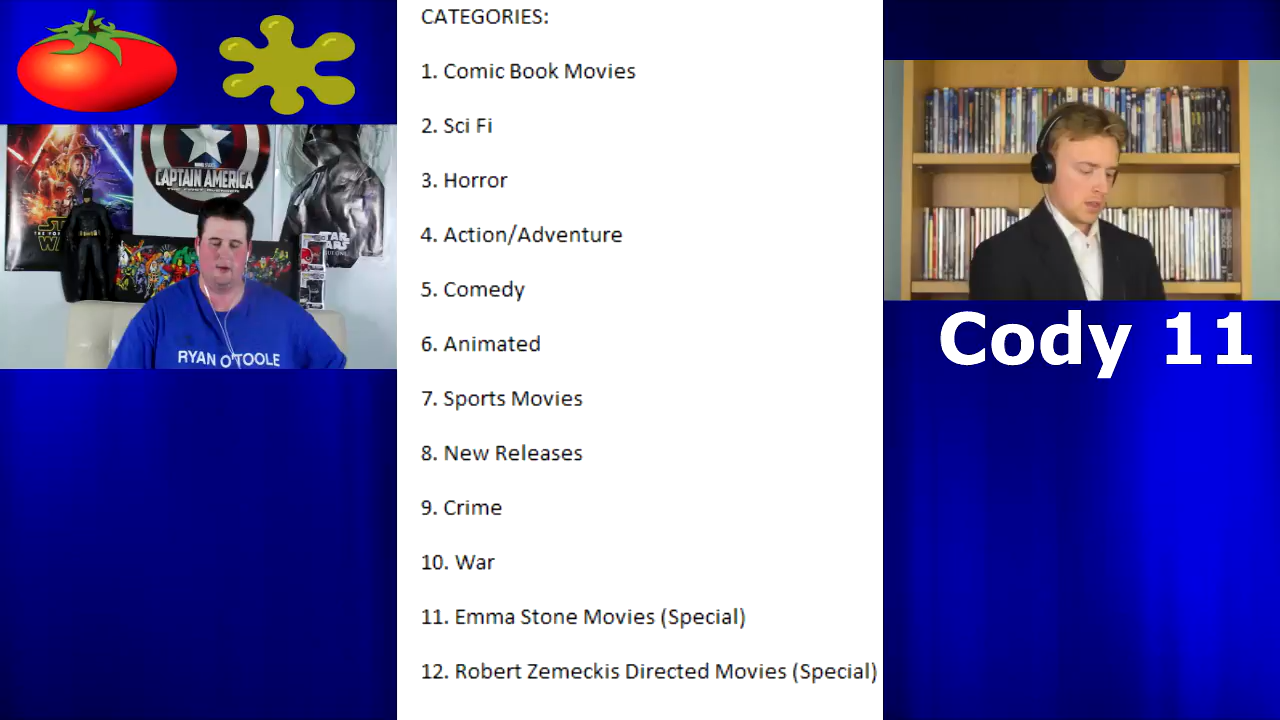 CATEGORIES:
1. Comic Book Movies
2. Sci Fi
3. Horror
4. Action/Adventure
5. Comedy
6. Animated
7. Sports Movies
8. New Releases
9. Crime
10. War
11. Emma Stone Movies (Special)
12. Robert Zemeckis Directed Movies (Special)
CAPTAIN AMERICA
RYAN O'TOOLE
Cody 11